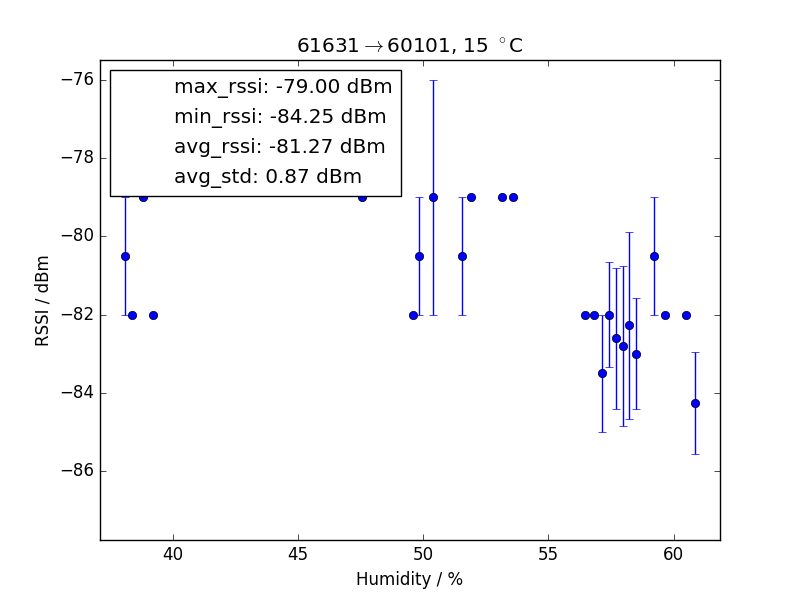 61631→60101, 15 °C
max_rssi: -79.00 dBm
min_rssi: -84.25 dBm
avg_rssi: -81.27 dBm
avg_std: 0.87 dBm
−76
−78
−80
−82
−84
−86
RSSI / dBm
40 45 50 55 60
Humidity / %